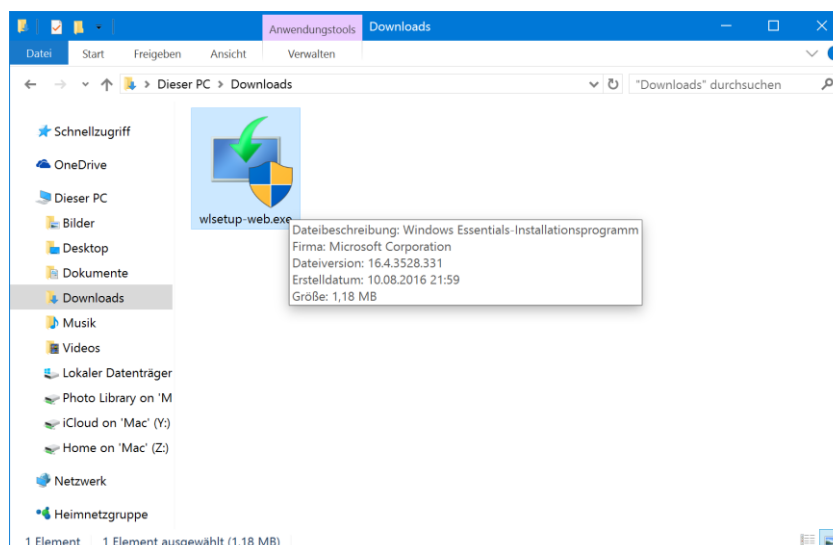 Anwendungstools
Downloads
Datei
Start
Freigeben
Ansicht
Verwalten
Dieser PC > Downloads
"Downloads" durchsuchen
Schnellzugriff
OneDrive
Dieser PC
Bilder
Desktop
Dokumente
Downloads
Musik
Videos
Lokaler Datenträger
Photo Library on 'M
iCloud on 'Mac' (Y:)
Home on 'Mac' (Z:)
Netzwerk
Heimnetzgruppe
wlsetup-web.exe
Dateibeschreibung: Windows Essentials-Installationsprogramm
Firma: Microsoft Corporation
Dateiversion: 16.4.3528.331
Erstelldatum: 10.08.2016 21:59
Größe: 1,18 MB
1 Element
1 Element ausgewählt (1,18 MB)